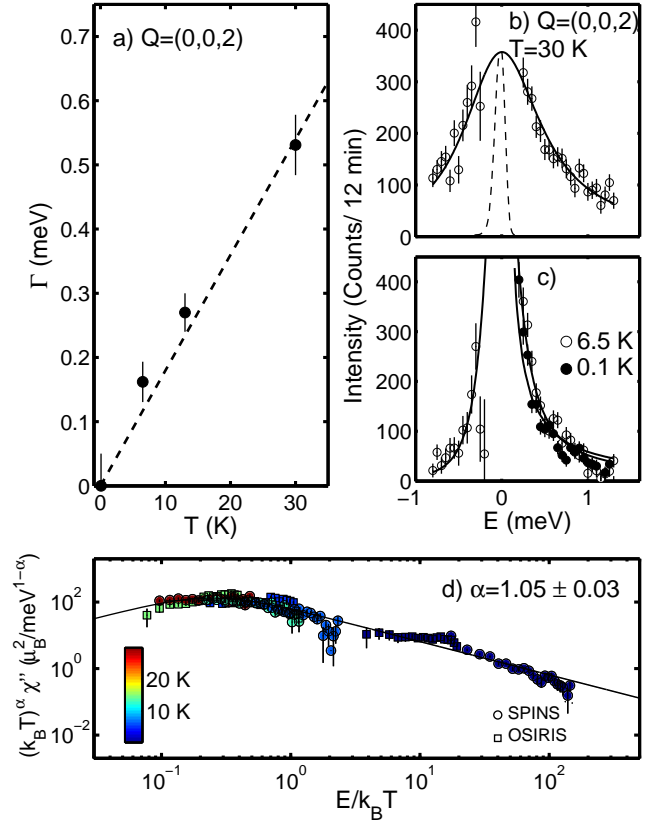 a) Q=(0,0,2)
0.7
0.6
0.5
0.4
0.3
0.2
0.1
0
Γ (meV)
0 10 20 30
T (K)
b) Q=(0,0,2)
T=30 K
400
300
200
100
0
Intensity (Counts/ 12 min)
c)
6.5 K
0.1 K
400
300
200
100
0
−1 0 1
E (meV)
d) α=1.05 ± 0.03
(k_BT)^α χ'' (μ_B^2/meV^{1−α})
10^2
10^0
10^−2
20 K
10 K
SPINS
OSIRIS
10^−1 10^0 10^1 10^2
E/k_BT